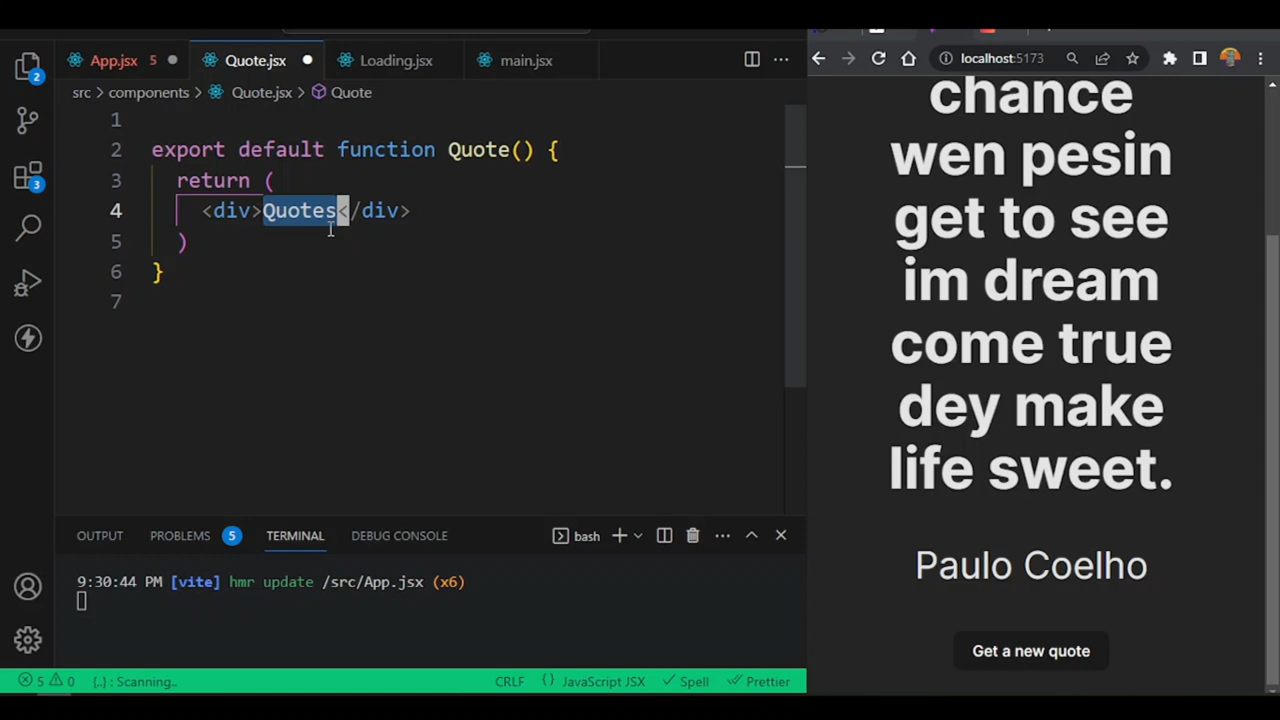 App.jsx 5
Quote.jsx
Loading.jsx
main.jsx
src > components > Quote.jsx > Quote
1
2 export default function Quote() {
3 return (
4 <div>Quotes</div>
5 )
6 }
7
OUTPUT PROBLEMS 5 TERMINAL DEBUG CONSOLE bash
9:30:44 PM [vite] hmr update /src/App.jsx (x6)
5 0 {..} : Scanning.. CRLF {} JavaScript JSX Spell Prettier
2
3
localhost:5173
chance
wen pesin
get to see
im dream
come true
dey make
life sweet.
Paulo Coelho
Get a new quote